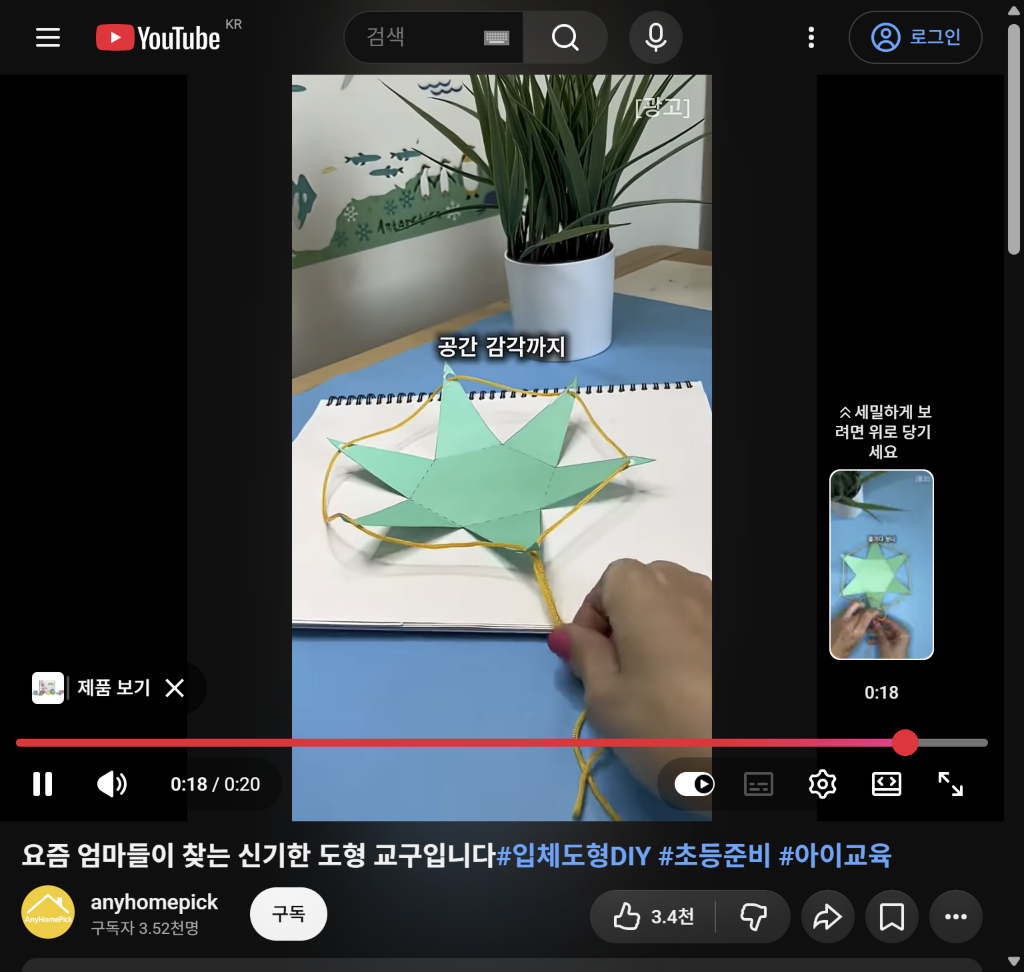 YouTube KR
검색
로그인
[광고]
Antarctica
공간 감각까지
세밀하게 보
려면 위로 당기
세요
[광고]
0:18
제품 보기
0:18 / 0:20
요즘 엄마들이 찾는 신기한 도형 교구입니다#입체도형DIY #초등준비 #아이교육
AnyHomePick
anyhomepick
구독자 3.52천명
구독
3.4천